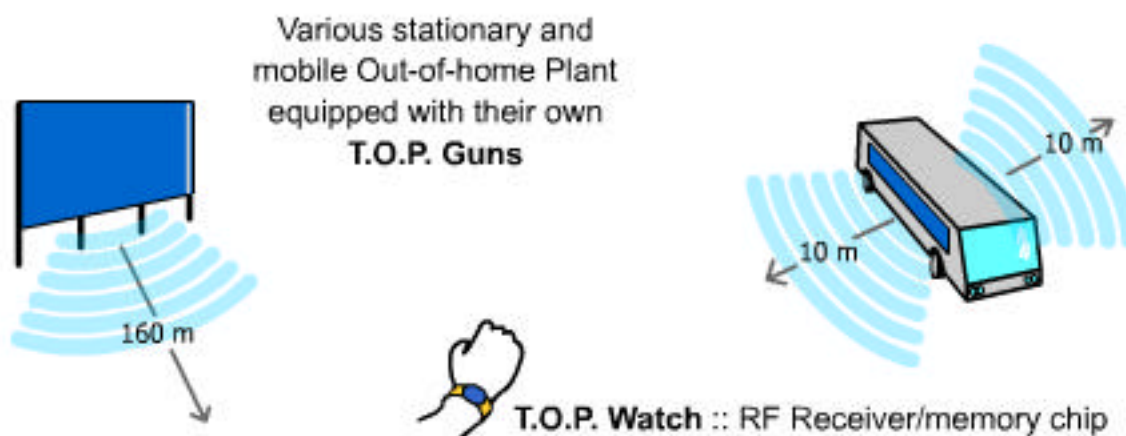 Various stationary and
mobile Out-of-home Plant
equipped with their own
T.O.P. Guns
10 m
10 m
160 m
T.O.P. Watch :: RF Receiver/memory chip